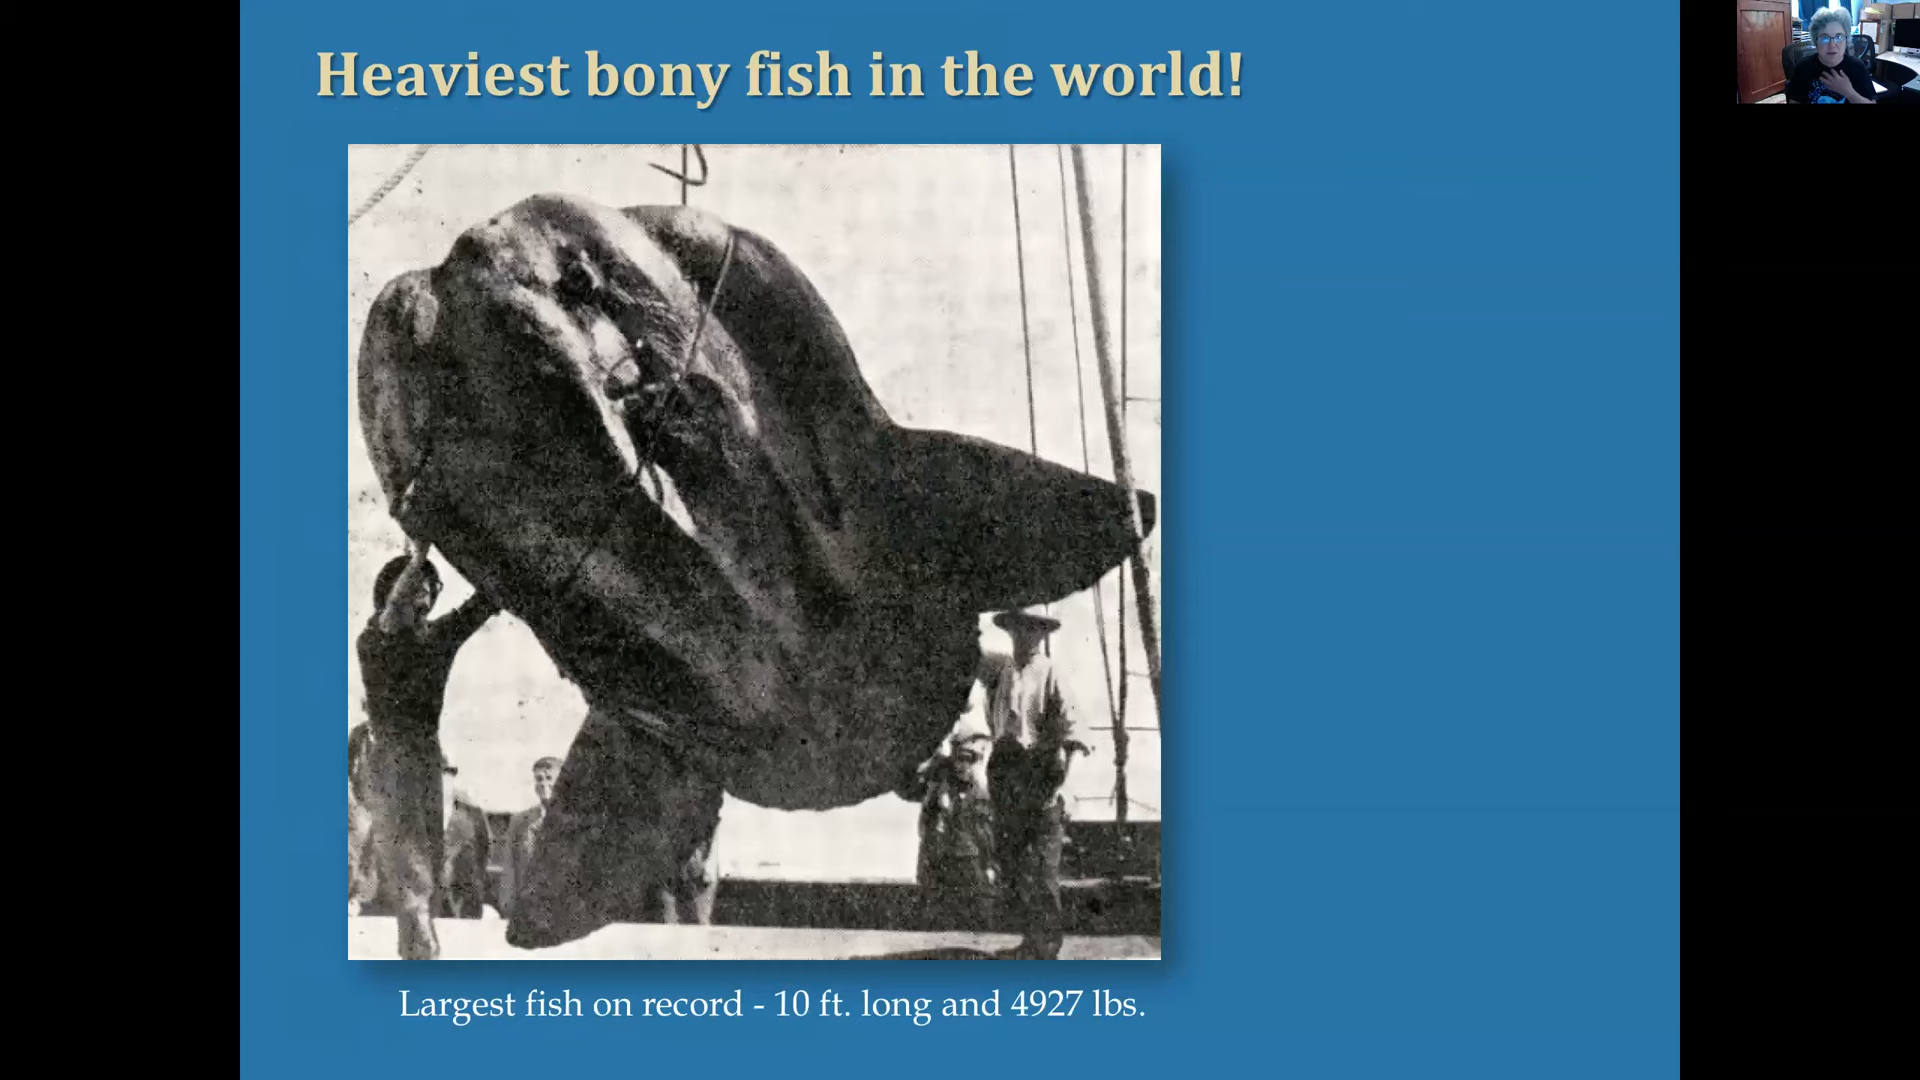 Heaviest bony fish in the world!
Largest fish on record - 10 ft. long and 4927 lbs.